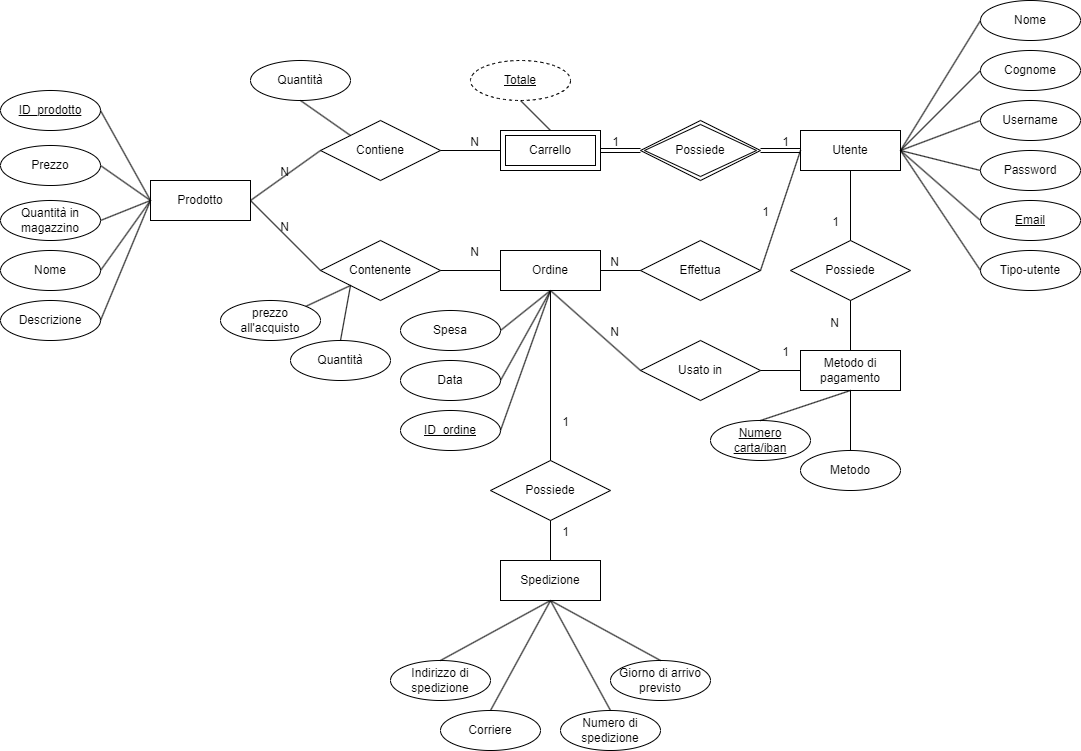 Nome
Cognome
Username
Password
Email
Tipo-utente
Quantità
Totale
ID_prodotto
Prezzo
Quantità in
magazzino
Nome
Descrizione
Prodotto
N
Contiene
N
Carrello
1
Possiede
1
Utente
N
Contenente
N
Ordine
N
Effettua
1
1
Possiede
N
prezzo
all'acquisto
Quantità
Spesa
Data
ID_ordine
N
Usato in
1
Metodo di
pagamento
Numero
carta/iban
Metodo
1
Possiede
1
Spedizione
Indirizzo di
spedizione
Corriere
Numero di
spedizione
Giorno di arrivo
previsto